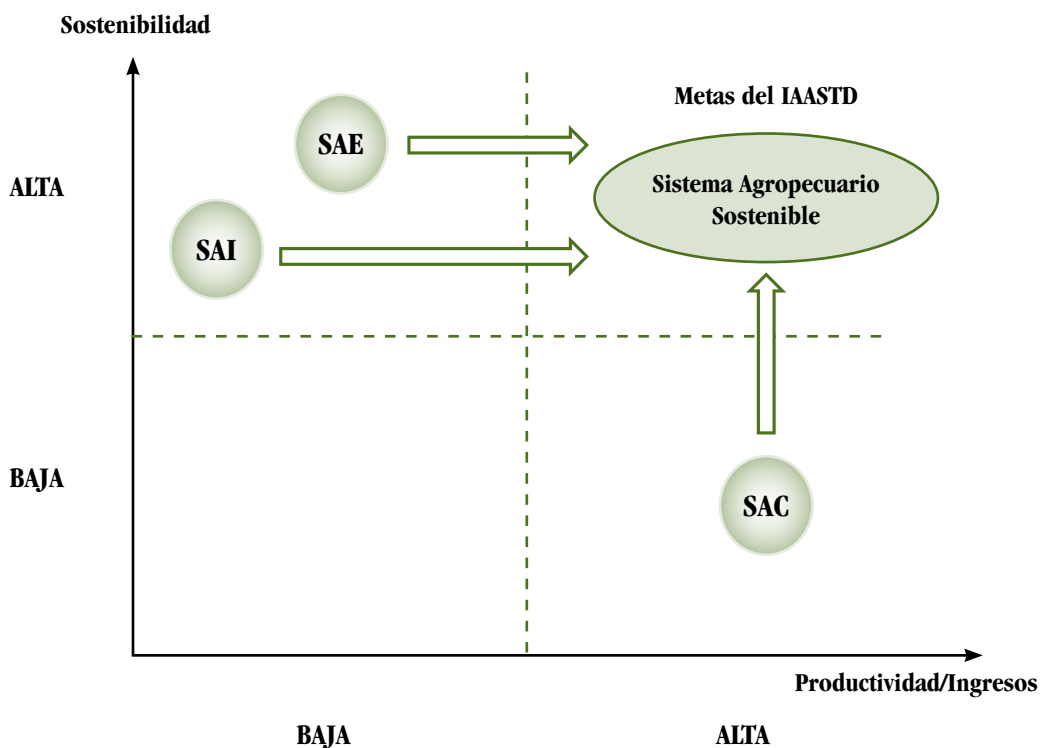 Sostenibilidad
Metas del IAASTD
SAE
Sistema Agropecuario
Sostenible
ALTA
SAI
BAJA
SAC
Productividad/Ingresos
BAJA
ALTA